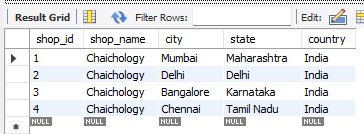 Result Grid Filter Rows: Edit:
shop_id shop_name city state country
1 Chaichology Mumbai Maharashtra India
2 Chaichology Delhi Delhi India
3 Chaichology Bangalore Karnataka India
4 Chaichology Chennai Tamil Nadu India
NULL NULL NULL NULL NULL